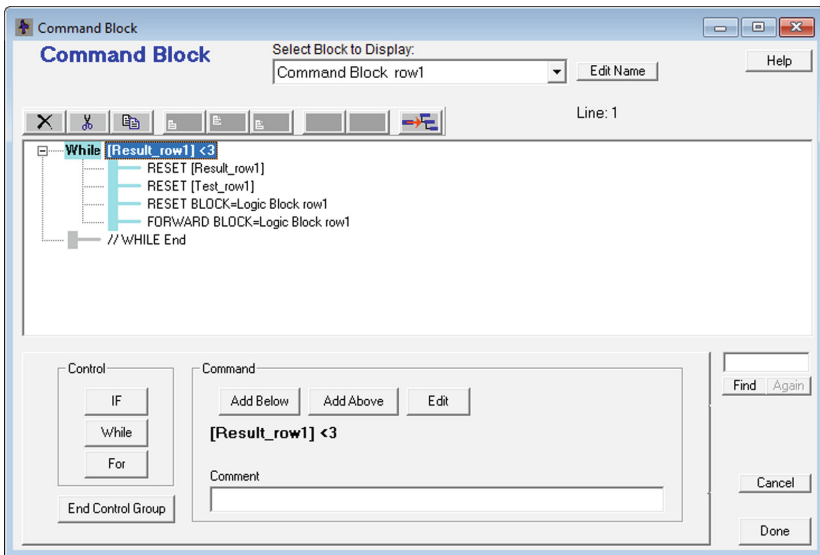 Command Block
Command Block
Select Block to Display:
Command Block row1
Edit Name
Help
Line: 1
While [Result_row1] <3
RESET [Result_row1]
RESET [Test_row1]
RESET BLOCK=Logic Block row1
FORWARD BLOCK=Logic Block row1
// WHILE End
Control
IF
While
For
End Control Group
Command
Add Below
Add Above
Edit
[Result_row1] <3
Comment
Find
Again
Cancel
Done